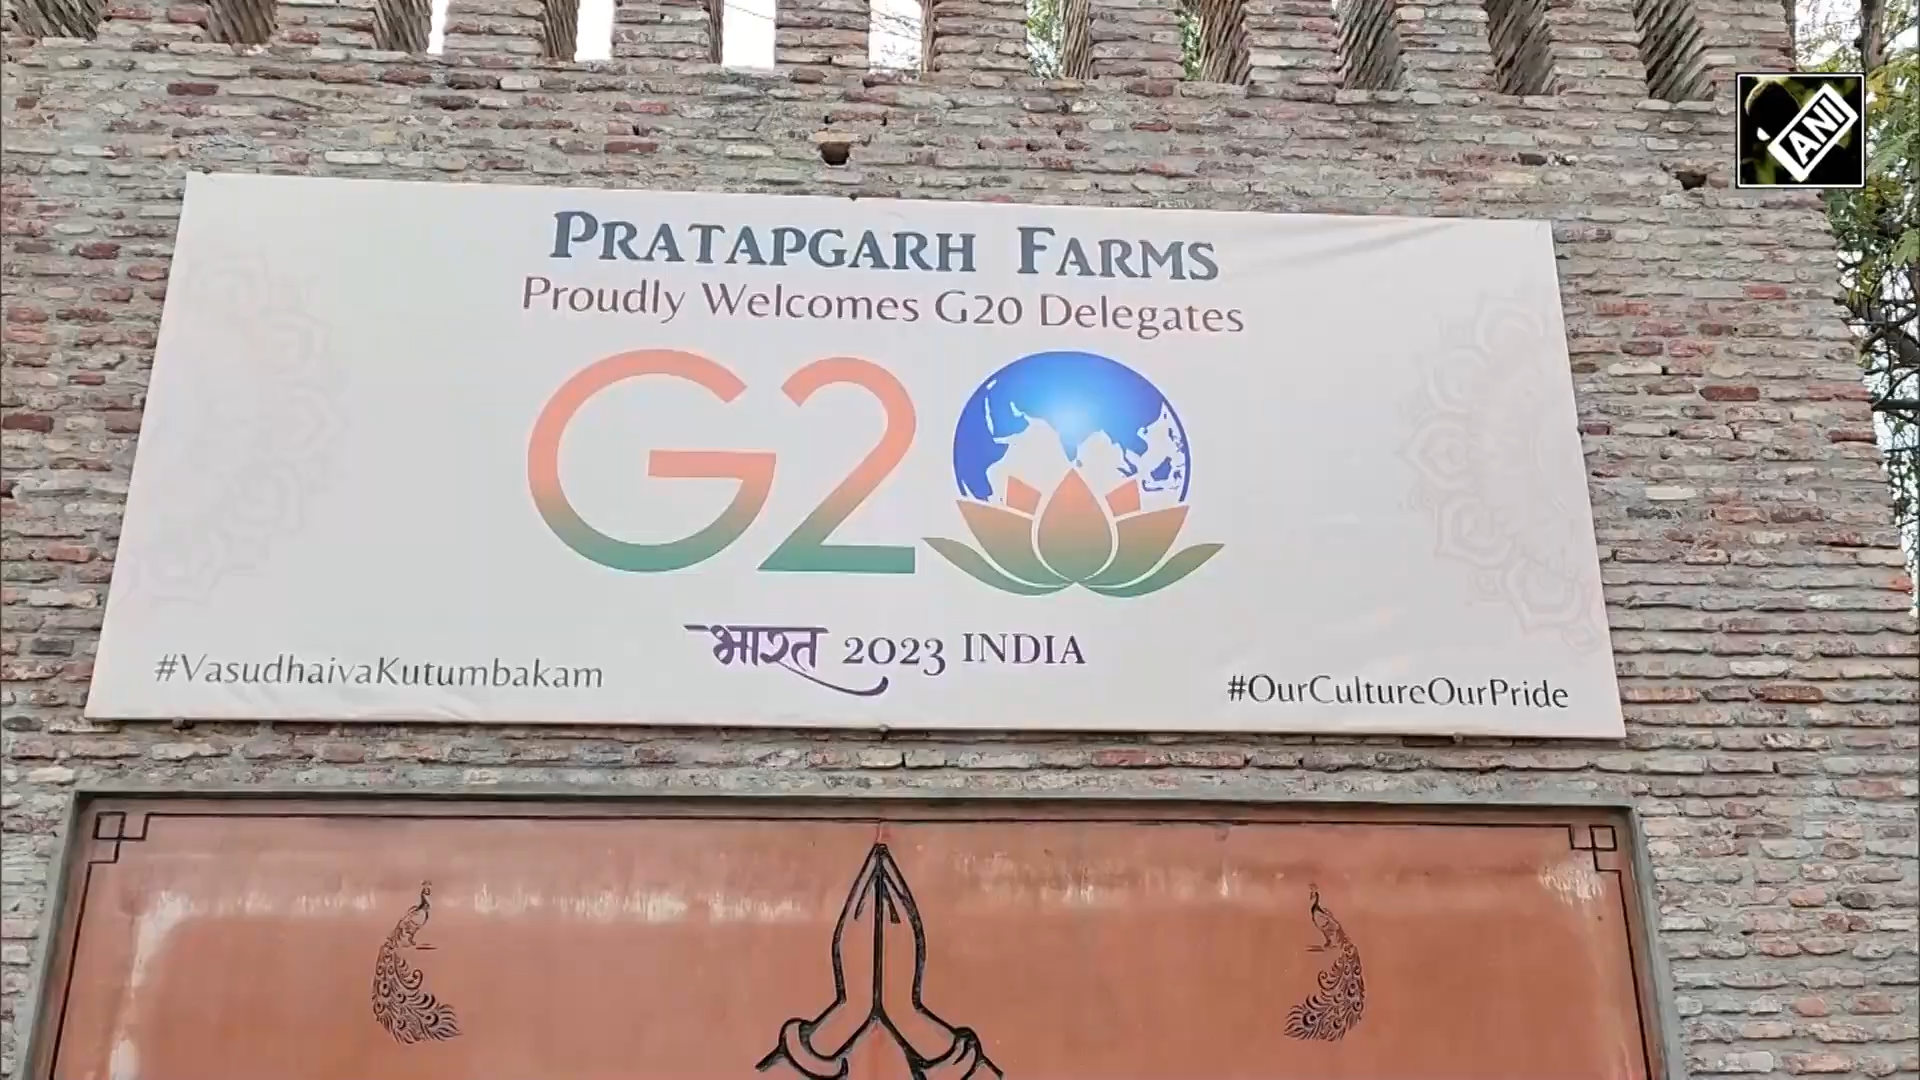 ANI
PRATAPGARH FARMS
Proudly Welcomes G20 Delegates
G20
भारत 2023 INDIA
#VasudhaivaKutumbakam
#OurCultureOurPride